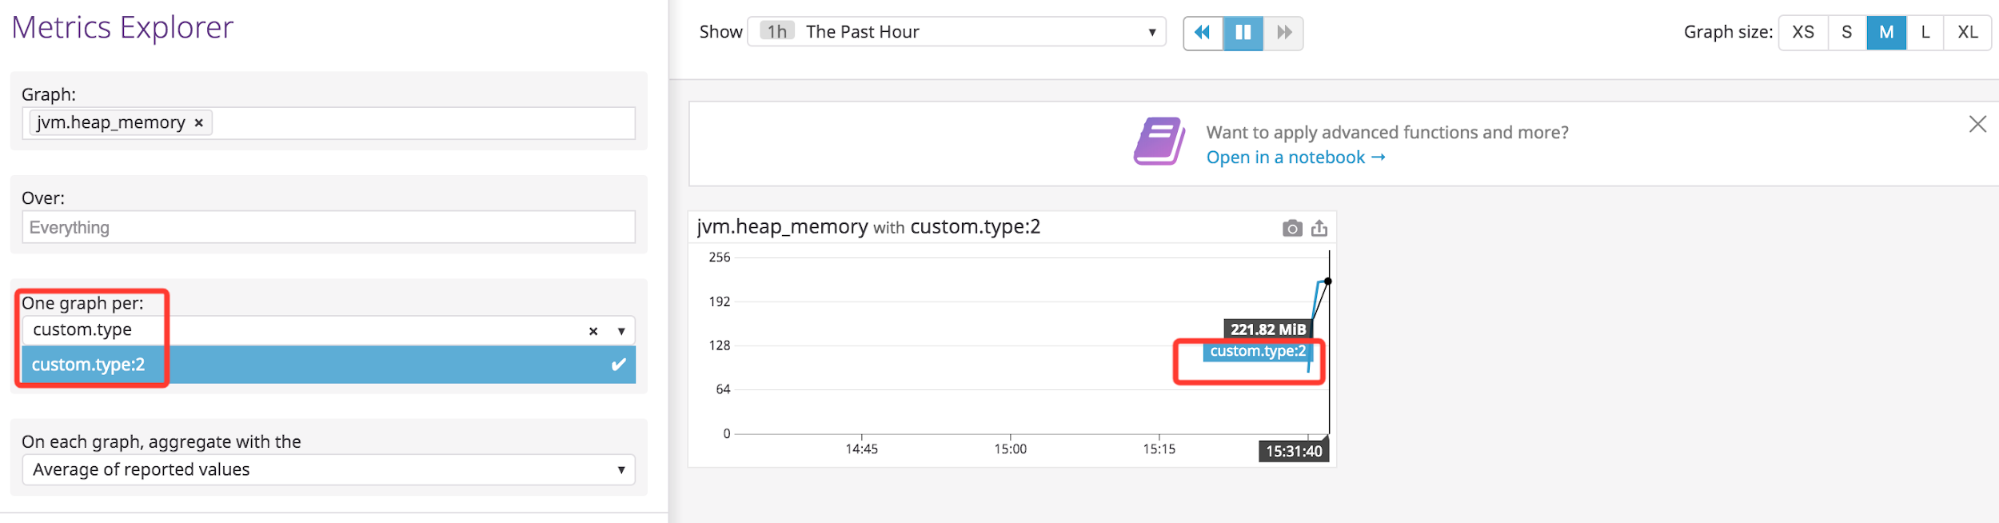 Metrics Explorer
Graph:
jvm.heap_memory ×
Over:
Everything
One graph per:
custom.type × ▼
custom.type:2 ✔
On each graph, aggregate with the
Average of reported values ▼
Show 1h The Past Hour ▼
Graph size: XS S M L XL
Want to apply advanced functions and more?
Open in a notebook →
jvm.heap_memory with custom.type:2
256
192
221.82 MiB
128
custom.type:2
64
0
14:45 15:00 15:15 15:31:40